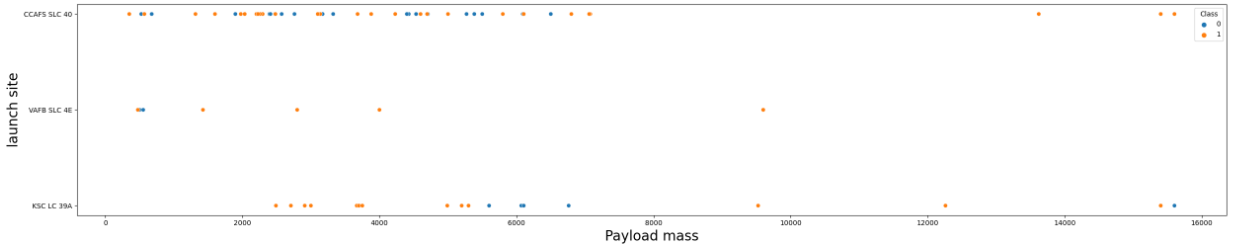 CCAFS SLC 40
Class
0
1
launch site
VAFB SLC 4E
KSC LC 39A
0 2000 4000 6000 8000 10000 12000 14000 16000
Payload mass